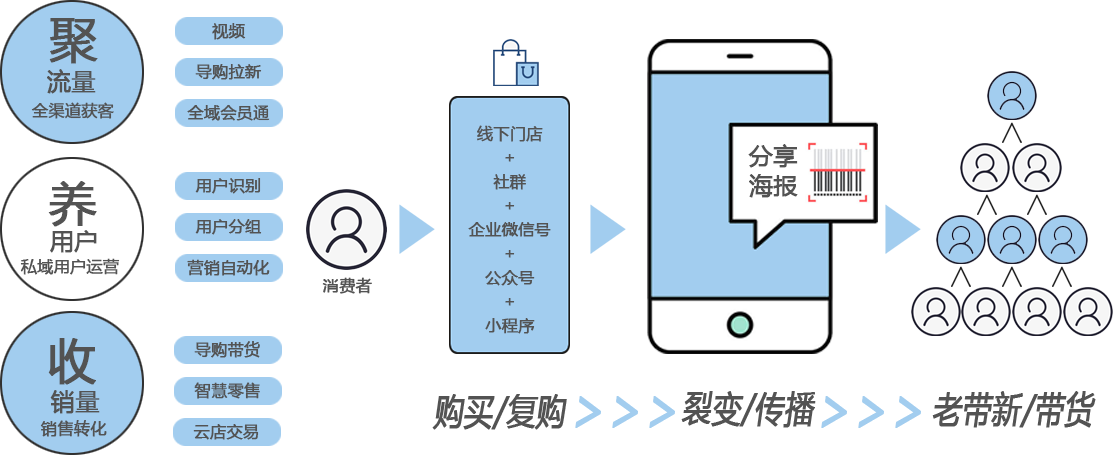 聚
流量
全渠道获客
视频
导购拉新
全域会员通
养
用户
私域用户运营
用户识别
用户分组
营销自动化
收
销量
销售转化
导购带货
智慧零售
云店交易
消费者
线下门店
+
社群
+
企业微信号
+
公众号
+
小程序
分享
海报
购买/复购
裂变/传播
老带新/带货